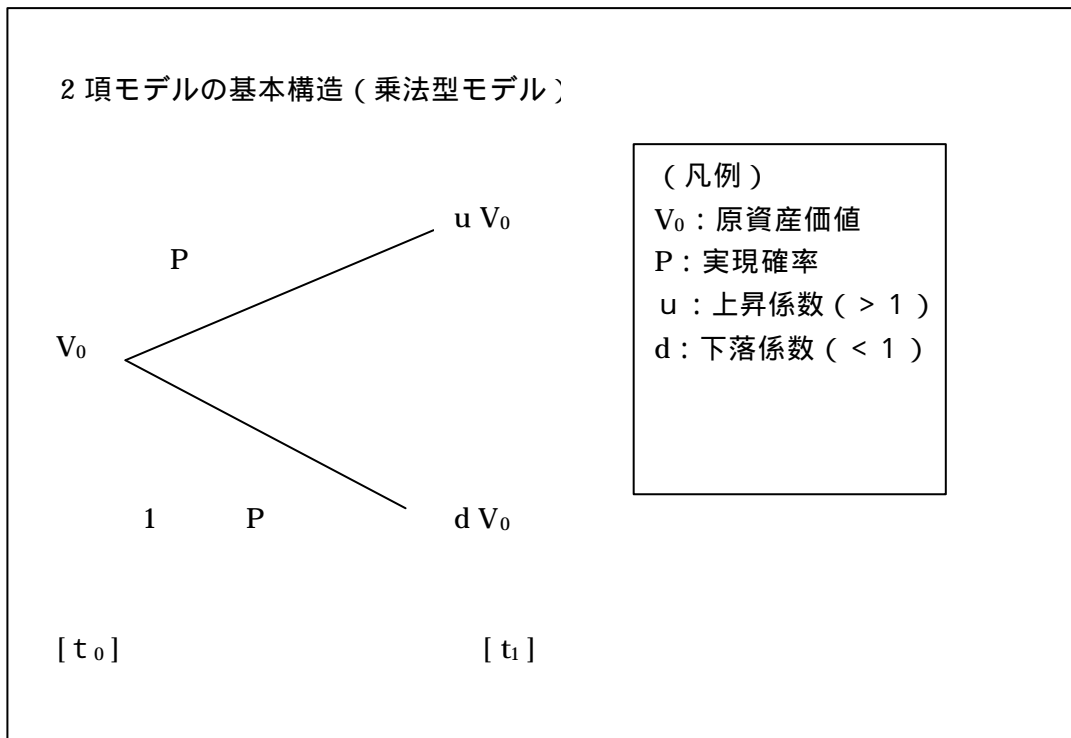 2 項モデルの基本構造（乗法型モデル）
u V₀
P
V₀
1 P
d V₀
[ t ₀ ]
[ t₁ ]
（凡例）
V₀：原資産価値
P：実現確率
u：上昇係数（＞１）
d：下落係数（＜１）